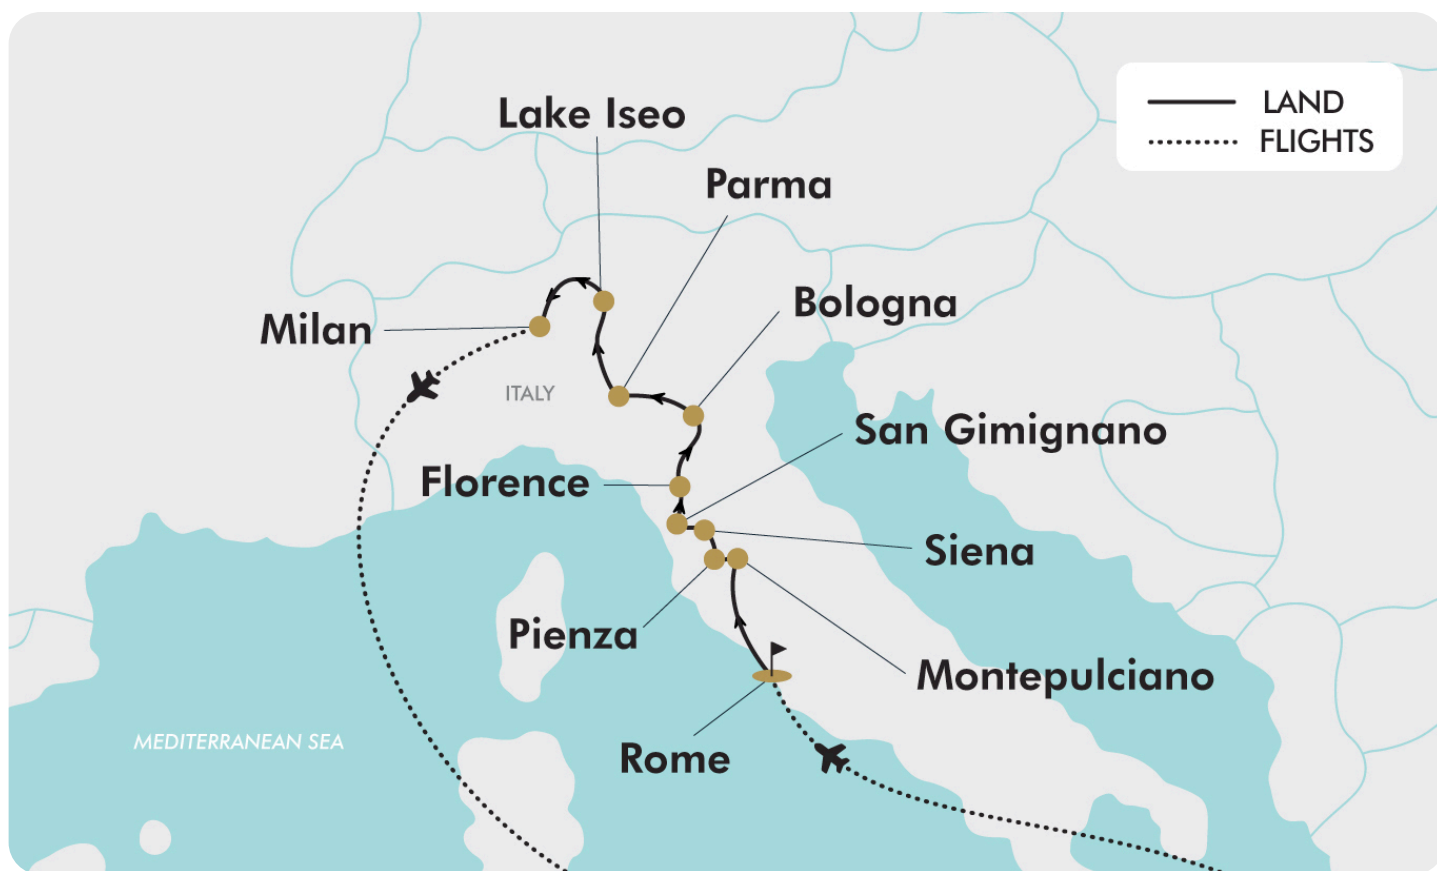 Lake Iseo
LAND
FLIGHTS
Parma
Bologna
Milan
ITALY
San Gimignano
Florence
Siena
Pienza
Montepulciano
MEDITERRANEAN SEA
Rome